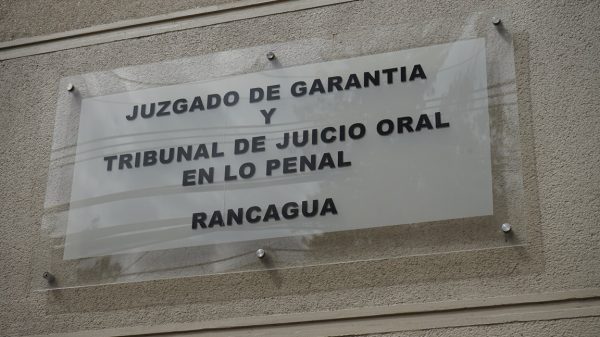 JUZGADO DE GARANTIA
Y
TRIBUNAL DE JUICIO ORAL
EN LO PENAL
RANCAGUA